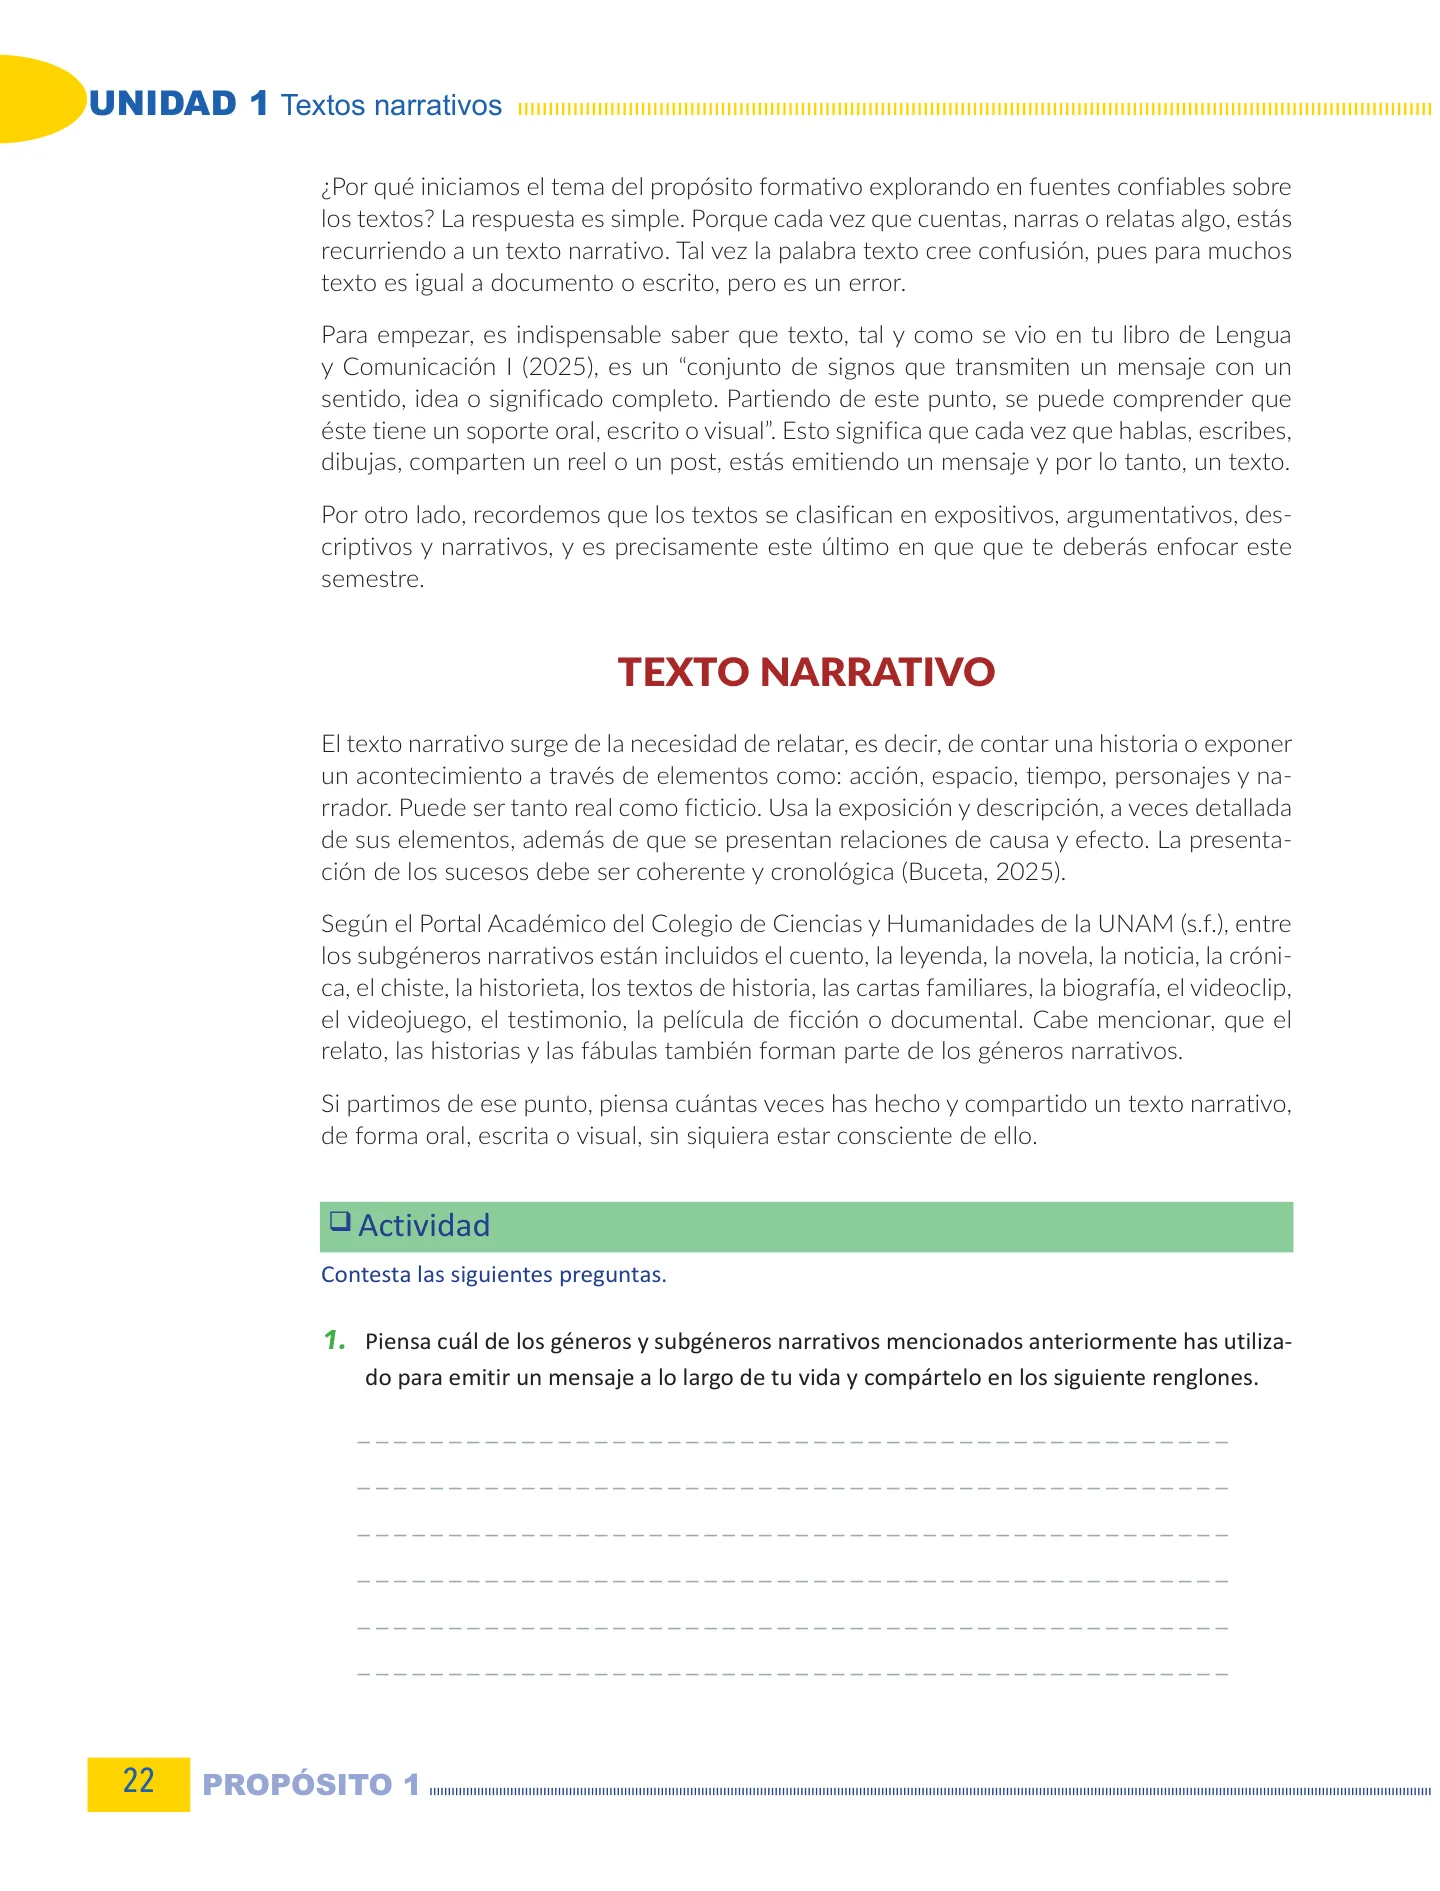 UNIDAD 1 Textos narrativos
¿Por qué iniciamos el tema del propósito formativo explorando en fuentes confiables sobre
los textos? La respuesta es simple. Porque cada vez que cuentas, narras o relatas algo, estás
recurriendo a un texto narrativo. Tal vez la palabra texto cree confusión, pues para muchos
texto es igual a documento o escrito, pero es un error.
Para empezar, es indispensable saber que texto, tal y como se vio en tu libro de Lengua
y Comunicación I (2025), es un “conjunto de signos que transmiten un mensaje con un
sentido, idea o significado completo. Partiendo de este punto, se puede comprender que
éste tiene un soporte oral, escrito o visual”. Esto significa que cada vez que hablas, escribes,
dibujas, comparten un reel o un post, estás emitiendo un mensaje y por lo tanto, un texto.
Por otro lado, recordemos que los textos se clasifican en expositivos, argumentativos, des-
criptivos y narrativos, y es precisamente este último en que que te deberás enfocar este
semestre.
TEXTO NARRATIVO
El texto narrativo surge de la necesidad de relatar, es decir, de contar una historia o exponer
un acontecimiento a través de elementos como: acción, espacio, tiempo, personajes y na-
rrador. Puede ser tanto real como ficticio. Usa la exposición y descripción, a veces detallada
de sus elementos, además de que se presentan relaciones de causa y efecto. La presenta-
ción de los sucesos debe ser coherente y cronológica (Buceta, 2025).
Según el Portal Académico del Colegio de Ciencias y Humanidades de la UNAM (s.f.), entre
los subgéneros narrativos están incluidos el cuento, la leyenda, la novela, la noticia, la cróni-
ca, el chiste, la historieta, los textos de historia, las cartas familiares, la biografía, el videoclip,
el videojuego, el testimonio, la película de ficción o documental. Cabe mencionar, que el
relato, las historias y las fábulas también forman parte de los géneros narrativos.
Si partimos de ese punto, piensa cuántas veces has hecho y compartido un texto narrativo,
de forma oral, escrita o visual, sin siquiera estar consciente de ello.
❑ Actividad
Contesta las siguientes preguntas.
1. Piensa cuál de los géneros y subgéneros narrativos mencionados anteriormente has utiliza-
do para emitir un mensaje a lo largo de tu vida y compártelo en los siguiente renglones.
22 PROPÓSITO 1